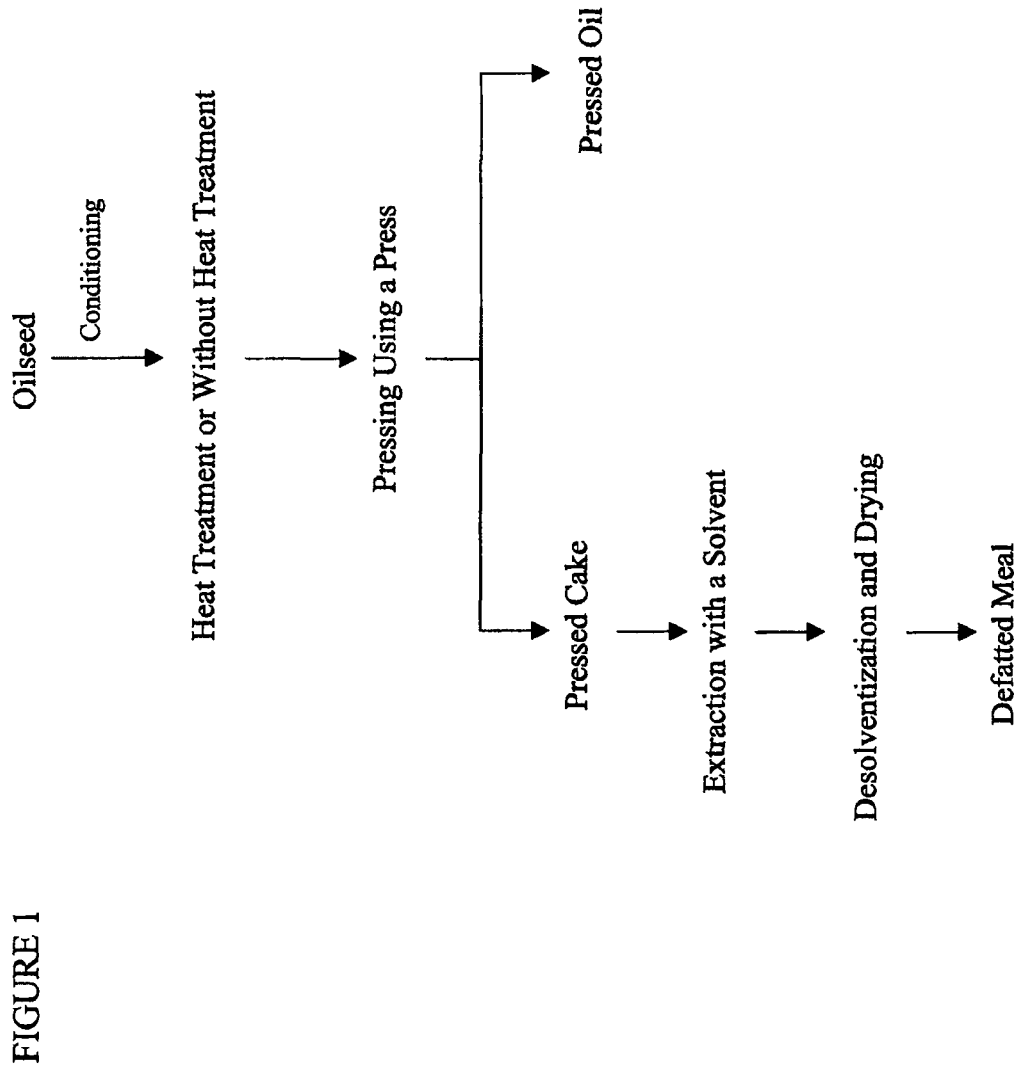 FIGURE 1
Oilseed
Conditioning
Heat Treatment or Without Heat Treatment
Pressing Using a Press
Pressed Cake
Pressed Oil
Extraction with a Solvent
Desolventization and Drying
Defatted Meal